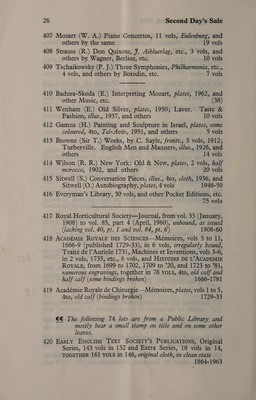 26 Second Day's Sale
407 Mozart (W. A.) Piano Concertos, 11 vols, Eulenburg, and
others by the same 19 vols
408 Strauss (R.) Don Quixote, J. Aibluerlag, etc., 3 vols, and
others by Wagner, Berlioz, etc. 10 vols
409 Tschaikowsky (P. J.) Three Symphonies, Philharmonia, etc.,
4 vols, and others by Borodin, etc. 7 vols
410 Badura-Skoda (E.) Interpreting Mozart, plates, 1962, and
other Music, etc. (38)
411 Wenham (E.) Old Silver, plates, 1950; Laver. Taste &
Fashion, illus., 1937, and others 10 vols
412 Gamzu (H.) Painting and Sculpture in Israel, plates, some
coloured, 4to, Tel-Aviv, 1951, and others 5 vols
413 Browne (Sir T.) Works, by C. Sayle, fronts., 3 vols, 1912;
Turberville. English Men and Manners, illus., 1926, and
others 14 vols
414 Wilson (R. R.) New York: Old & New, plates, 2 vols, half
morocco, 1902, and others 20 vols
415 Sitwell (S.) Conversation Pieces, illus., 4to, cloth, 1936, and
Sitwell (O.) Autobiography, plates, 4 vols 1948-50
416 Everyman's Library, 30 vols, and other Pocket Editions, etc.
75 vols
417 Royal Horticultural Society—Journal, from vol. 33 (January,
1908) to vol. 85, part 4 (April, 1960), unbound, as issued
(lacking vol. 40, pt. 1 and vol. 84, pt. 6) 1908-60
418 ACADÉMIE ROYALE DES SCIENCES—Mémoires, vols 3 to 11,
1666-9 (published 1729-33), in 6 vols, irregularly bound,
Traité de l'Auriole 1731, Machines et Inventions, vols 3-6,
in 2 vols, 1735, etc., 6 vols, and HISTOIRE DE L'ACADÉMIE
ROYALE, from 1699 to 1702, 1709 to '20, and 1723 to '81,
numerous engravings, together in 78 vols, 4to, old calf and
half calf (some bindings broken) 1666-1781
419 Académie Royale de Chirurgie—Mémoires, plates, vols 1 to 5,
4to, old calf (bindings broken) 1729-33
¶¶ The following 74 lots are from a Public Library and
mostly bear a small stamp on title and on some other
leaves.
420 EARLY ENGLISH TEXT SOCIETY'S PUBLICATIONS, Original
Series, 143 vols in 132 and Extra Series, 18 vols in 14,
TOGETHER 161 VOLS in 146, original cloth, in clean state
1864-1963